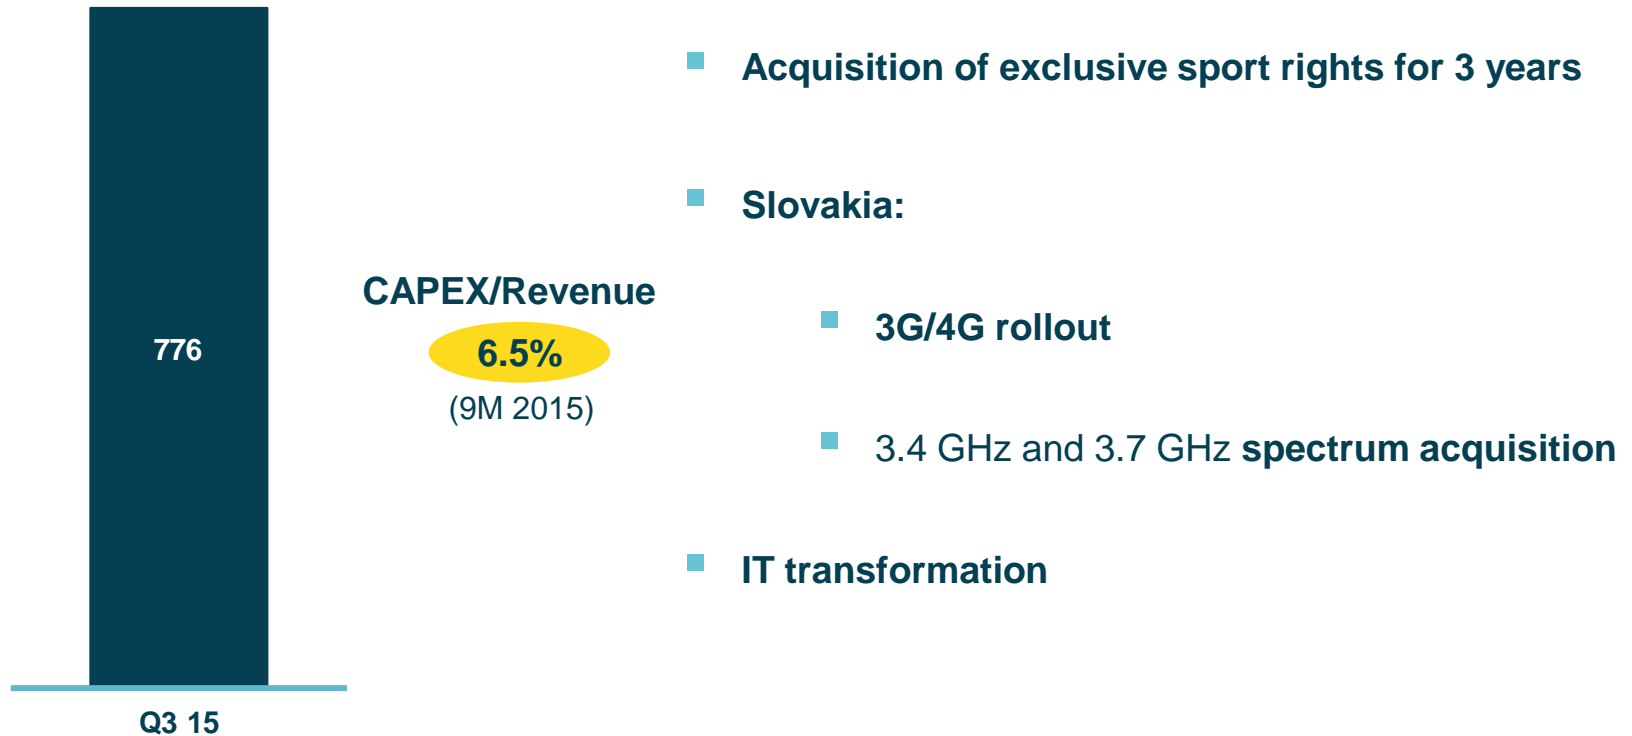 776
Q3 15
CAPEX/Revenue
6.5%
(9M 2015)
Acquisition of exclusive sport rights for 3 years
Slovakia:
3G/4G rollout
3.4 GHz and 3.7 GHz spectrum acquisition
IT transformation